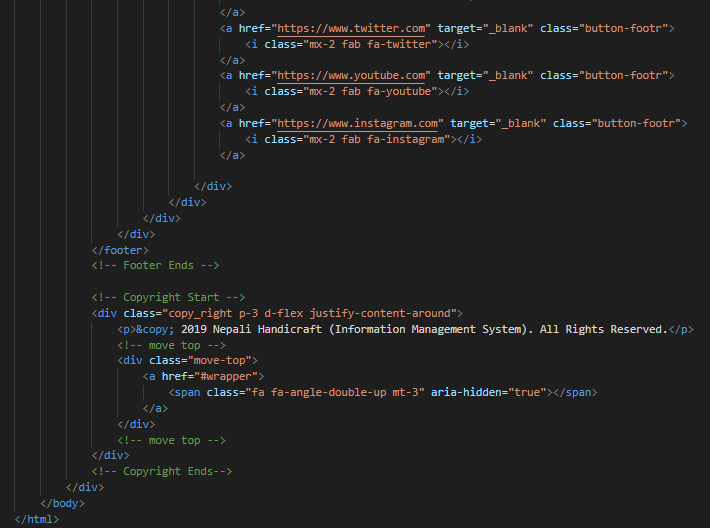 </a>
<a href="https://www.twitter.com" target="_blank" class="button-footr">
<i class="mx-2 fab fa-twitter"></i>
</a>
<a href="https://www.youtube.com" target="_blank" class="button-footr">
<i class="mx-2 fab fa-youtube"></i>
</a>
<a href="https://www.instagram.com" target="_blank" class="button-footr">
<i class="mx-2 fab fa-instagram"></i>
</a>
</div>
</div>
</div>
</div>
</footer>
<!-- Footer Ends -->
<!-- Copyright Start -->
<div class="copy_right p-3 d-flex justify-content-around">
<p>&copy; 2019 Nepali Handicraft (Information Management System). All Rights Reserved.</p>
<!-- move top -->
<div class="move-top">
<a href="#wrapper">
<span class="fa fa-angle-double-up mt-3" aria-hidden="true"></span>
</a>
</div>
<!-- move top -->
</div>
<!-- Copyright Ends-->
</div>
</body>
</html>